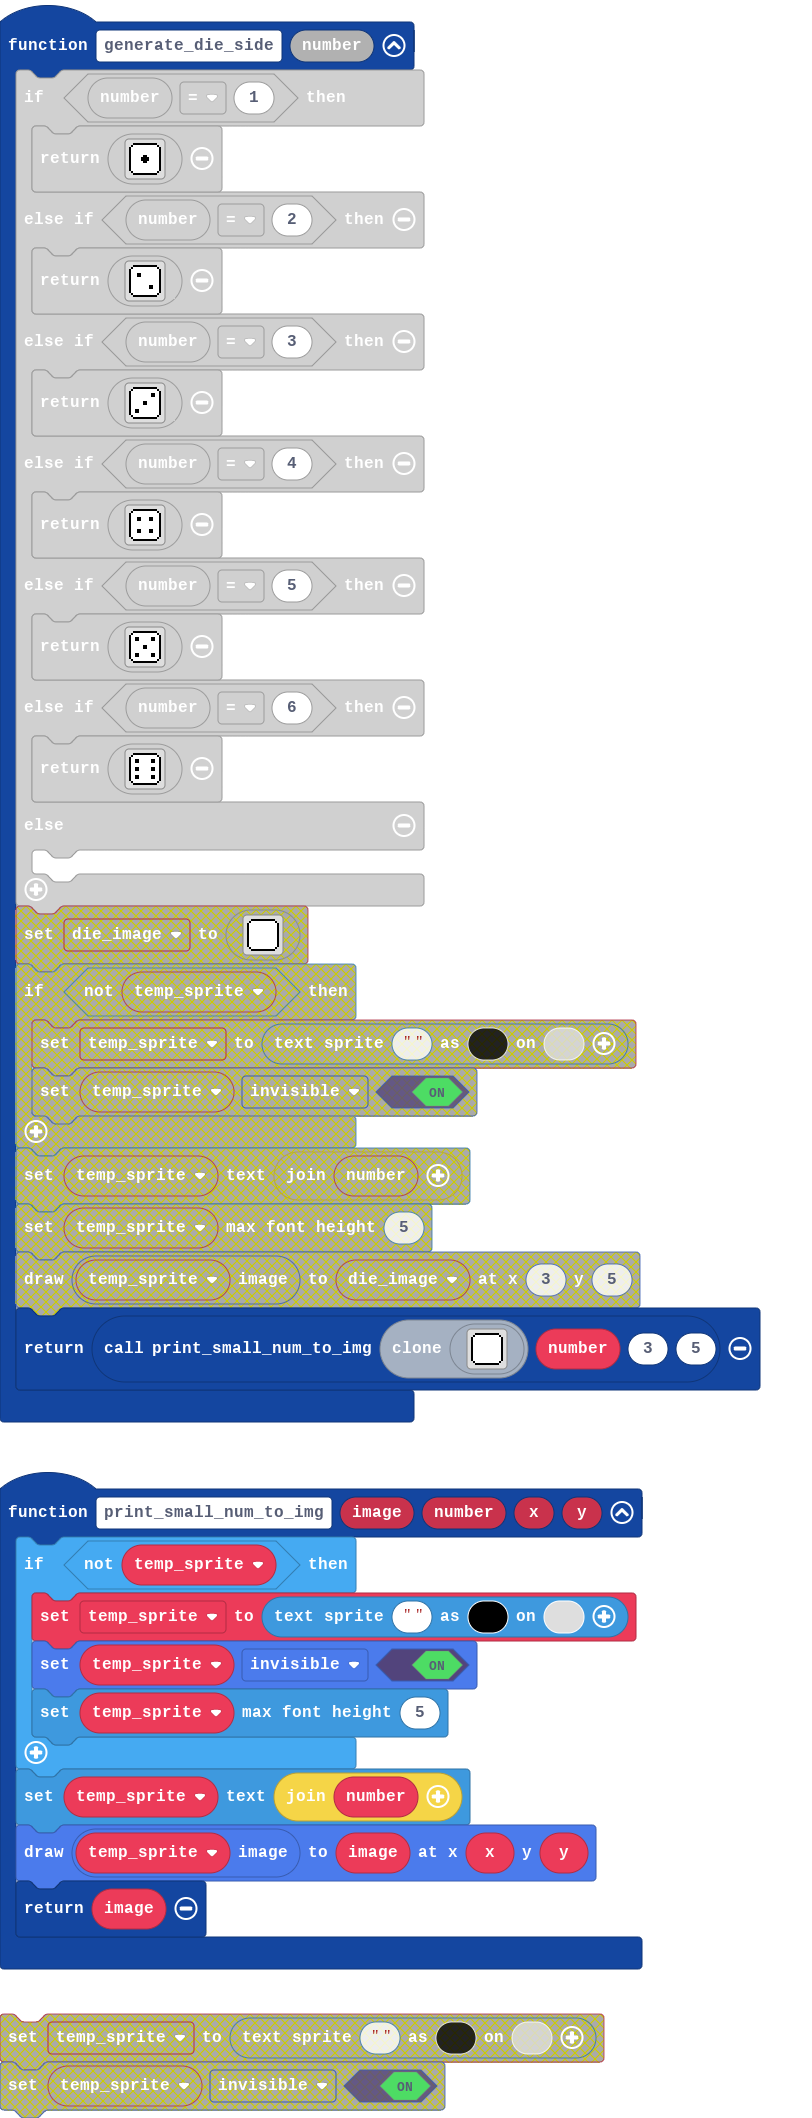 function generate_die_side number
if number = 1 then
return
else if number = 2 then
return
else if number = 3 then
return
else if number = 4 then
return
else if number = 5 then
return
else if number = 6 then
return
else
set die_image to
if not temp_sprite then
set temp_sprite to text sprite "" as on
set temp_sprite invisible ON
set temp_sprite text join number
set temp_sprite max font height 5
draw temp_sprite image to die_image at x 3 y 5
return call print_small_num_to_img clone number 3 5
function print_small_num_to_img image number x y
if not temp_sprite then
set temp_sprite to text sprite "" as on
set temp_sprite invisible ON
set temp_sprite max font height 5
set temp_sprite text join number
draw temp_sprite image to image at x x y y
return image
set temp_sprite to text sprite "" as on
set temp_sprite invisible ON